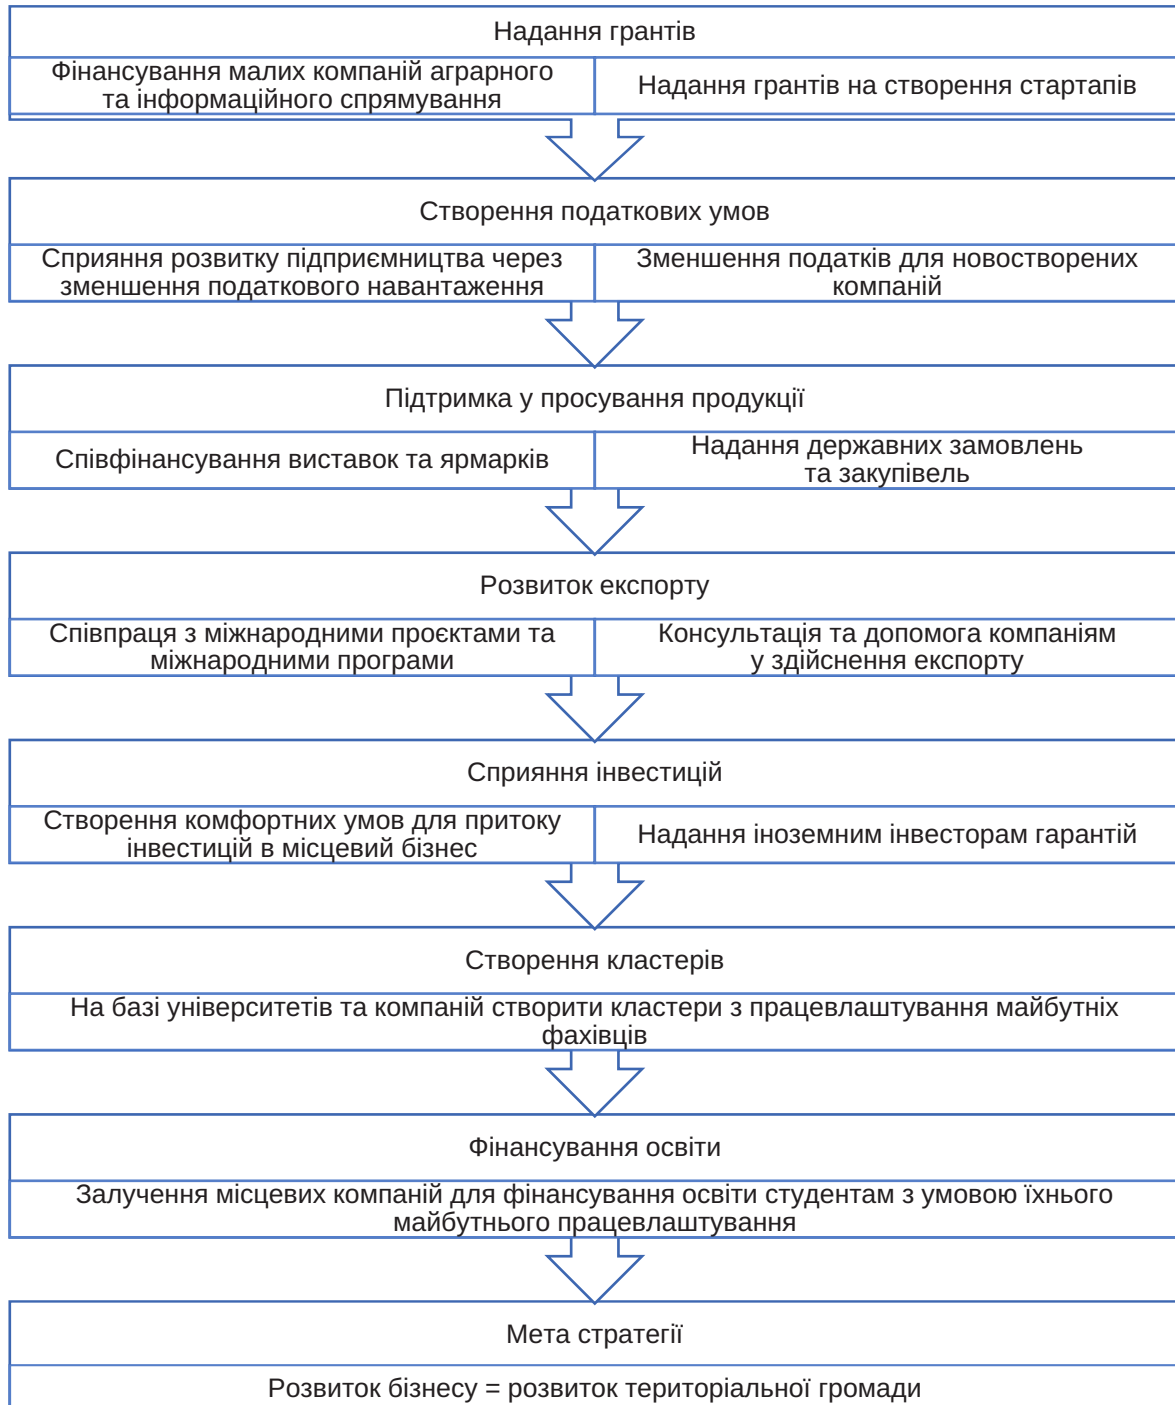 Надання грантів
Фінансування малих компаній аграрного
та інформаційного спрямування
Надання грантів на створення стартапів
Створення податкових умов
Сприяння розвитку підприємництва через
зменшення податкового навантаження
Зменшення податків для новостворених
компаній
Підтримка у просування продукції
Співфінансування виставок та ярмарків
Надання державних замовлень
та закупівель
Розвиток експорту
Співпраця з міжнародними проєктами та
міжнародними програми
Консультація та допомога компаніям
у здійснення експорту
Сприяння інвестицій
Створення комфортних умов для притоку
інвестицій в місцевий бізнес
Надання іноземним інвесторам гарантій
Створення кластерів
На базі університетів та компаній створити кластери з працевлаштування майбутніх
фахівців
Фінансування освіти
Залучення місцевих компаній для фінансування освіти студентам з умовою їхнього
майбутнього працевлаштування
Мета стратегії
Розвиток бізнесу = розвиток територіальної громади